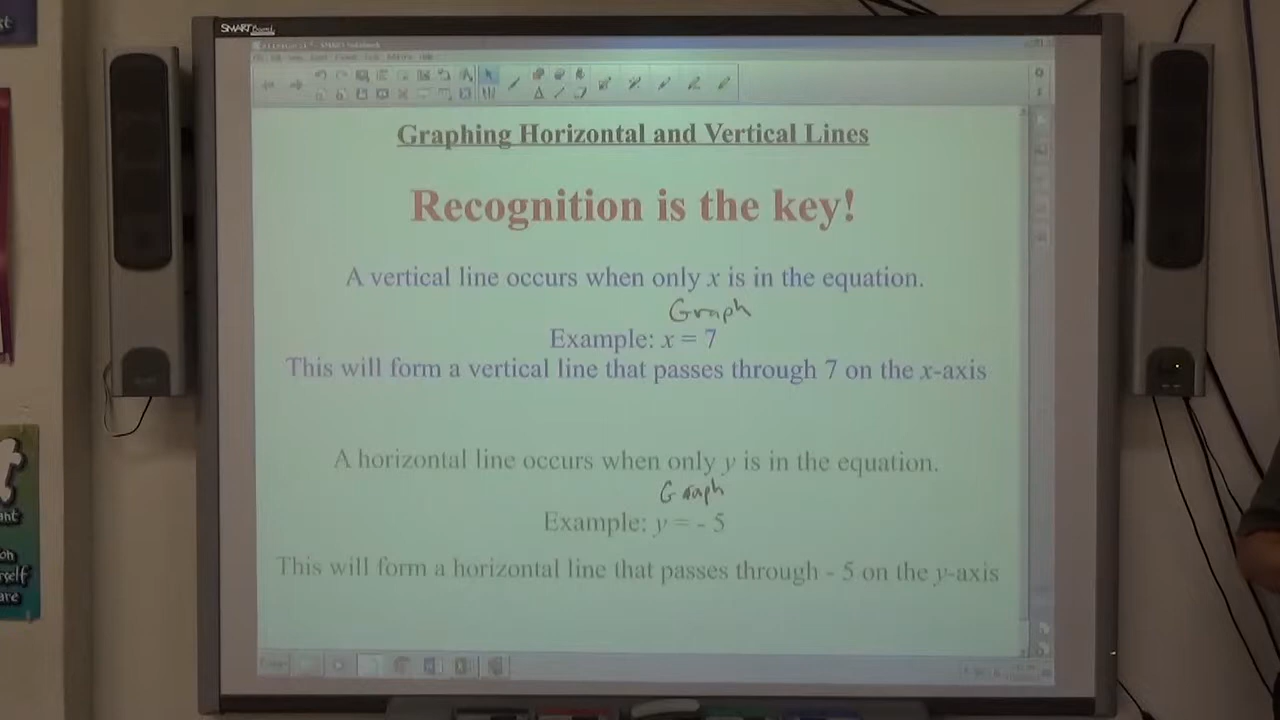 SMART Board
Graphing Horizontal and Vertical Lines
Recognition is the key!
A vertical line occurs when only x is in the equation.
Graph
Example: x = 7
This will form a vertical line that passes through 7 on the x-axis
A horizontal line occurs when only y is in the equation.
Graph
Example: y = - 5
This will form a horizontal line that passes through - 5 on the y-axis